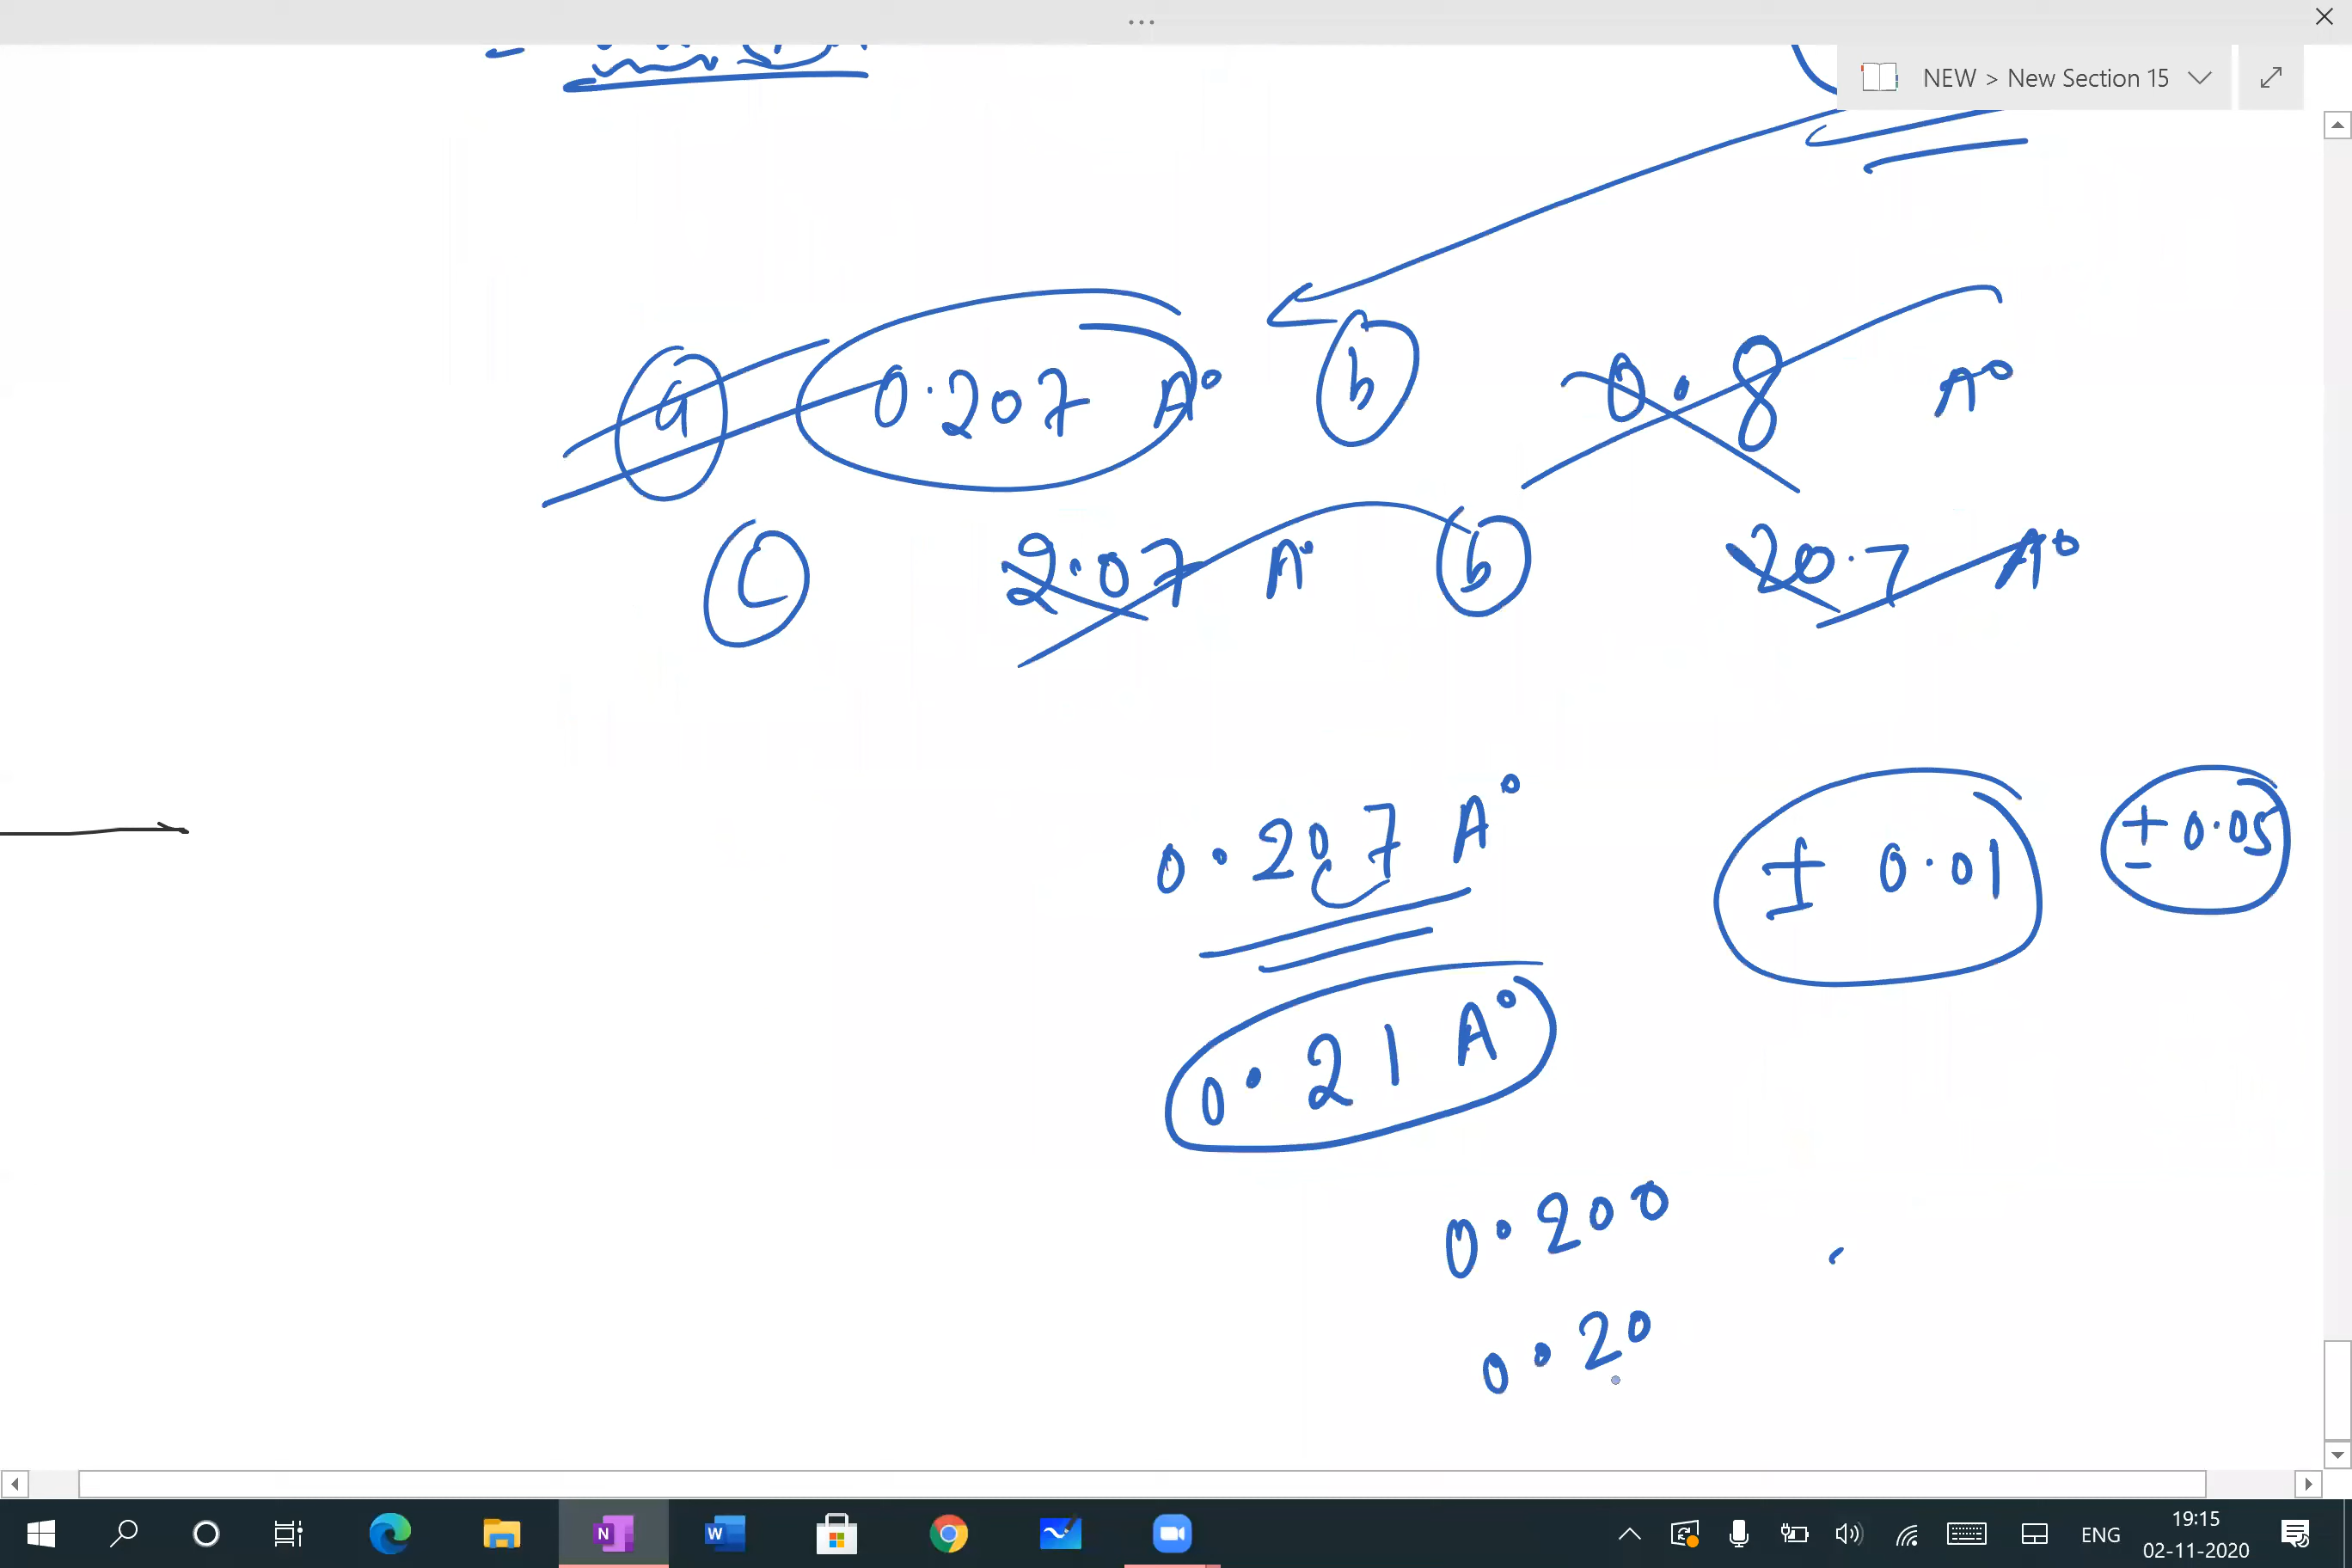 NEW > New Section 15
a 0.207 A° b 0.8 A°
C 2.07 A° b 20.7 A°
0.207 A° ± 0.01 ± 0.05
0.21 A°
0.200
0.20
ENG
19:15
02-11-2020